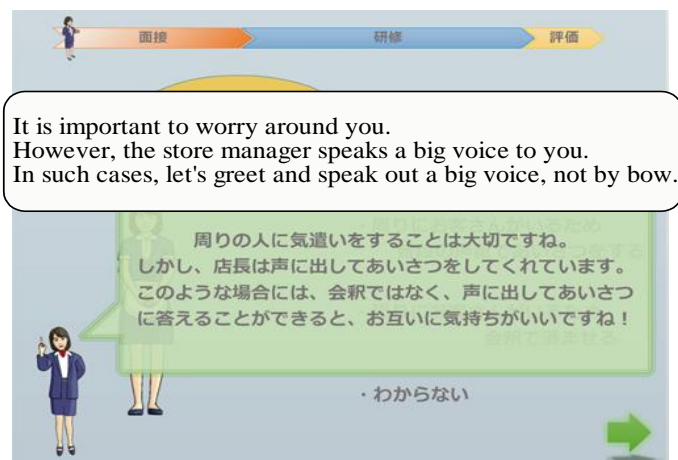 面接 研修 評価
It is important to worry around you.
However, the store manager speaks a big voice to you.
In such cases, let's greet and speak out a big voice, not by bow.
周りの人に気遣いをすることは大切ですね。
しかし、店長は声に出してあいさつをしてくれています。
このような場合には、会釈ではなく、声に出してあいさつ
に答えることができると、お互いに気持ちがいいですね！
・わからない